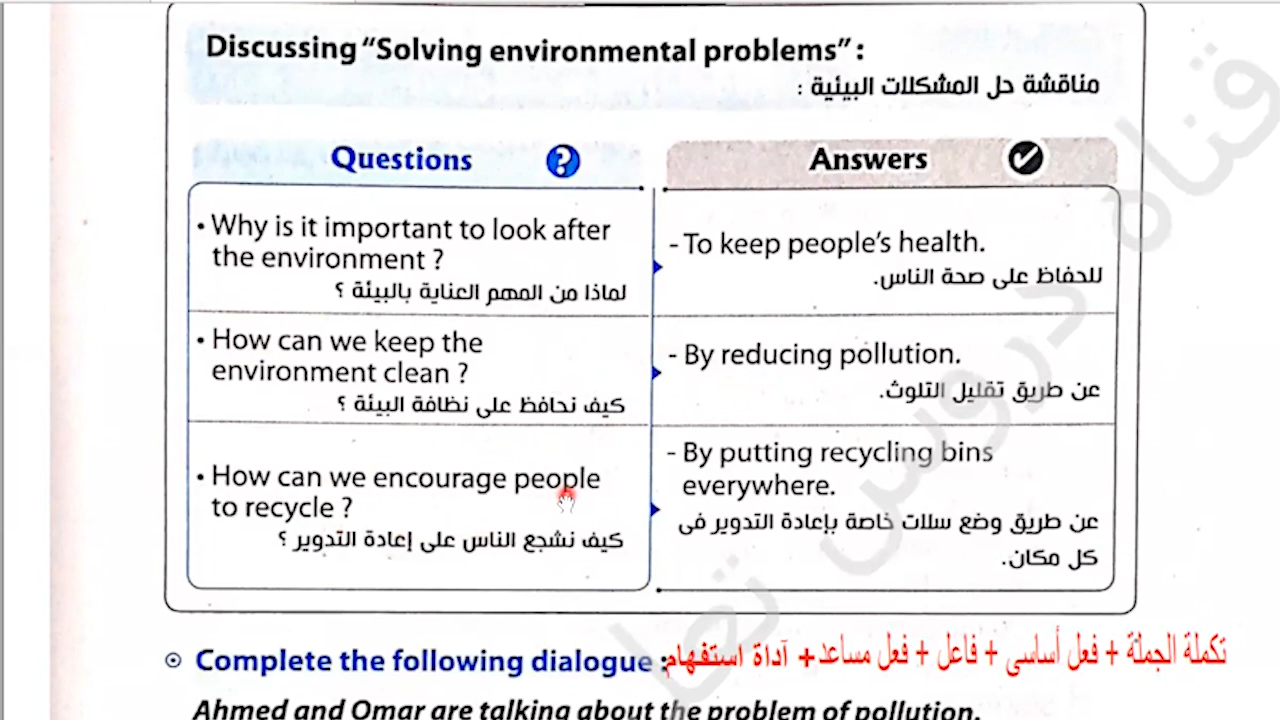 Discussing “Solving environmental problems” :
مناقشة حل المشكلات البيئية :
Questions ?
Answers
• Why is it important to look after
the environment ?
لماذا من المهم العناية بالبيئة ؟
- To keep people’s health.
للحفاظ على صحة الناس.
• How can we keep the
environment clean ?
كيف نحافظ على نظافة البيئة ؟
- By reducing pollution.
عن طريق تقليل التلوث.
• How can we encourage people
to recycle ?
كيف نشجع الناس على إعادة التدوير ؟
- By putting recycling bins
everywhere.
عن طريق وضع سلات خاصة بإعادة التدوير فى
كل مكان.
Complete the following dialogue :
آداة استفهام + فعل مساعد + فاعل + فعل أساسى + تكملة الجملة
Ahmed and Omar are talking about the problem of pollution.